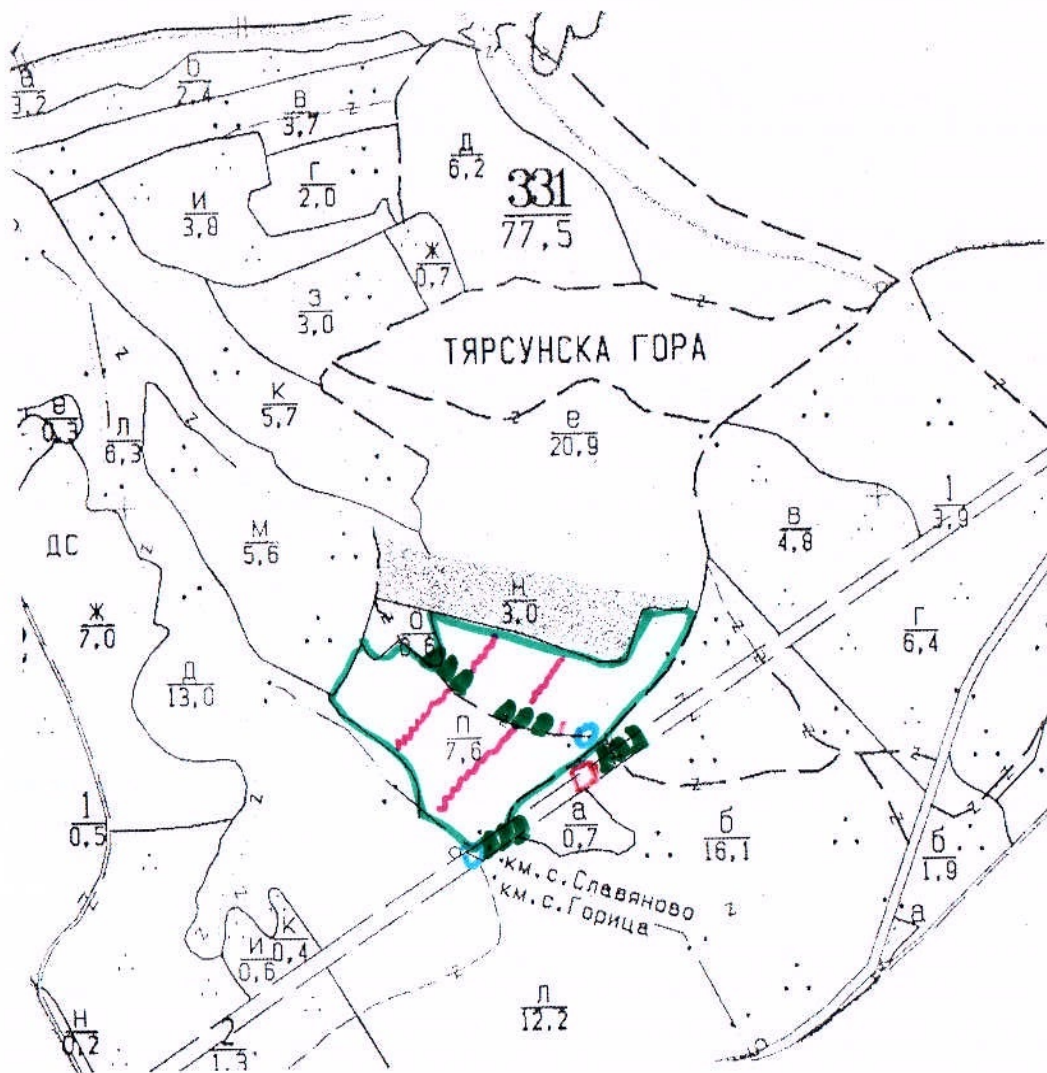 а
3,2
б
2,4
в
3,7
г
2,0
д
6,2
331
77,5
и
3,8
ж
0,7
з
3,0
ТЯРСУНСКА ГОРА
к
5,7
е
20,9
в
0,3
л
6,3
1
3,9
в
4,8
м
5,6
ДС
н
3,0
г
6,4
ж
7,0
о
д
13,0
п
7,6
1
0,5
а
0,7
б
16,1
б
1,9
км.с.Славяново
км.с.Горица
а
к
0,4
и
0,6
л
12,2
н
0,2
2
1,3